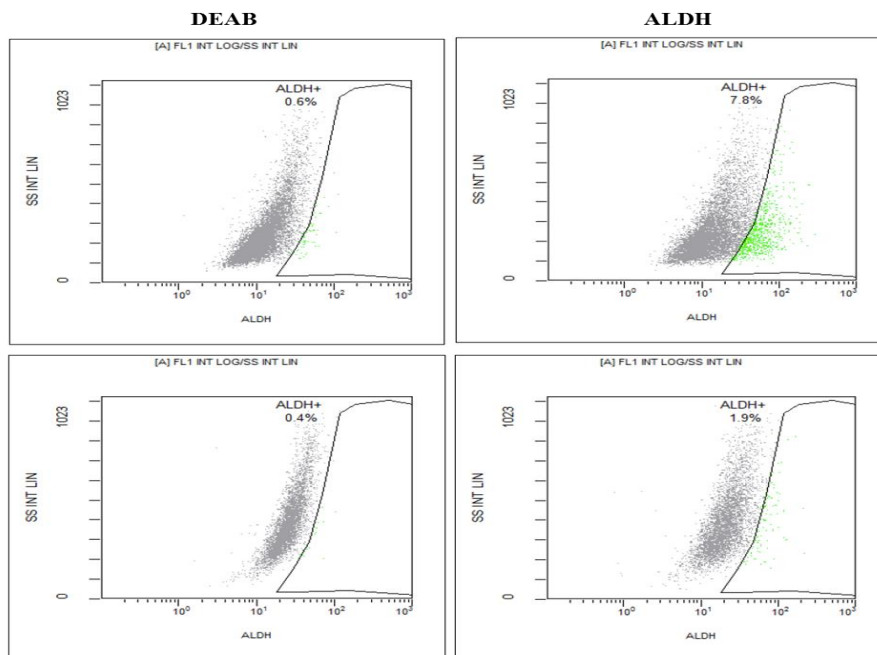 DEAB
ALDH
[A] FL1 INT LOG/SS INT LIN
ALDH+
0.6%
1023
SS INT LIN
0
10⁰ 10¹ 10² 10³
ALDH
[A] FL1 INT LOG/SS INT LIN
ALDH+
7.8%
1023
SS INT LIN
0
10⁰ 10¹ 10² 10³
ALDH
[A] FL1 INT LOG/SS INT LIN
ALDH+
0.4%
1023
SS INT LIN
0
10⁰ 10¹ 10² 10³
ALDH
[A] FL1 INT LOG/SS INT LIN
ALDH+
1.9%
1023
SS INT LIN
0
10⁰ 10¹ 10² 10³
ALDH